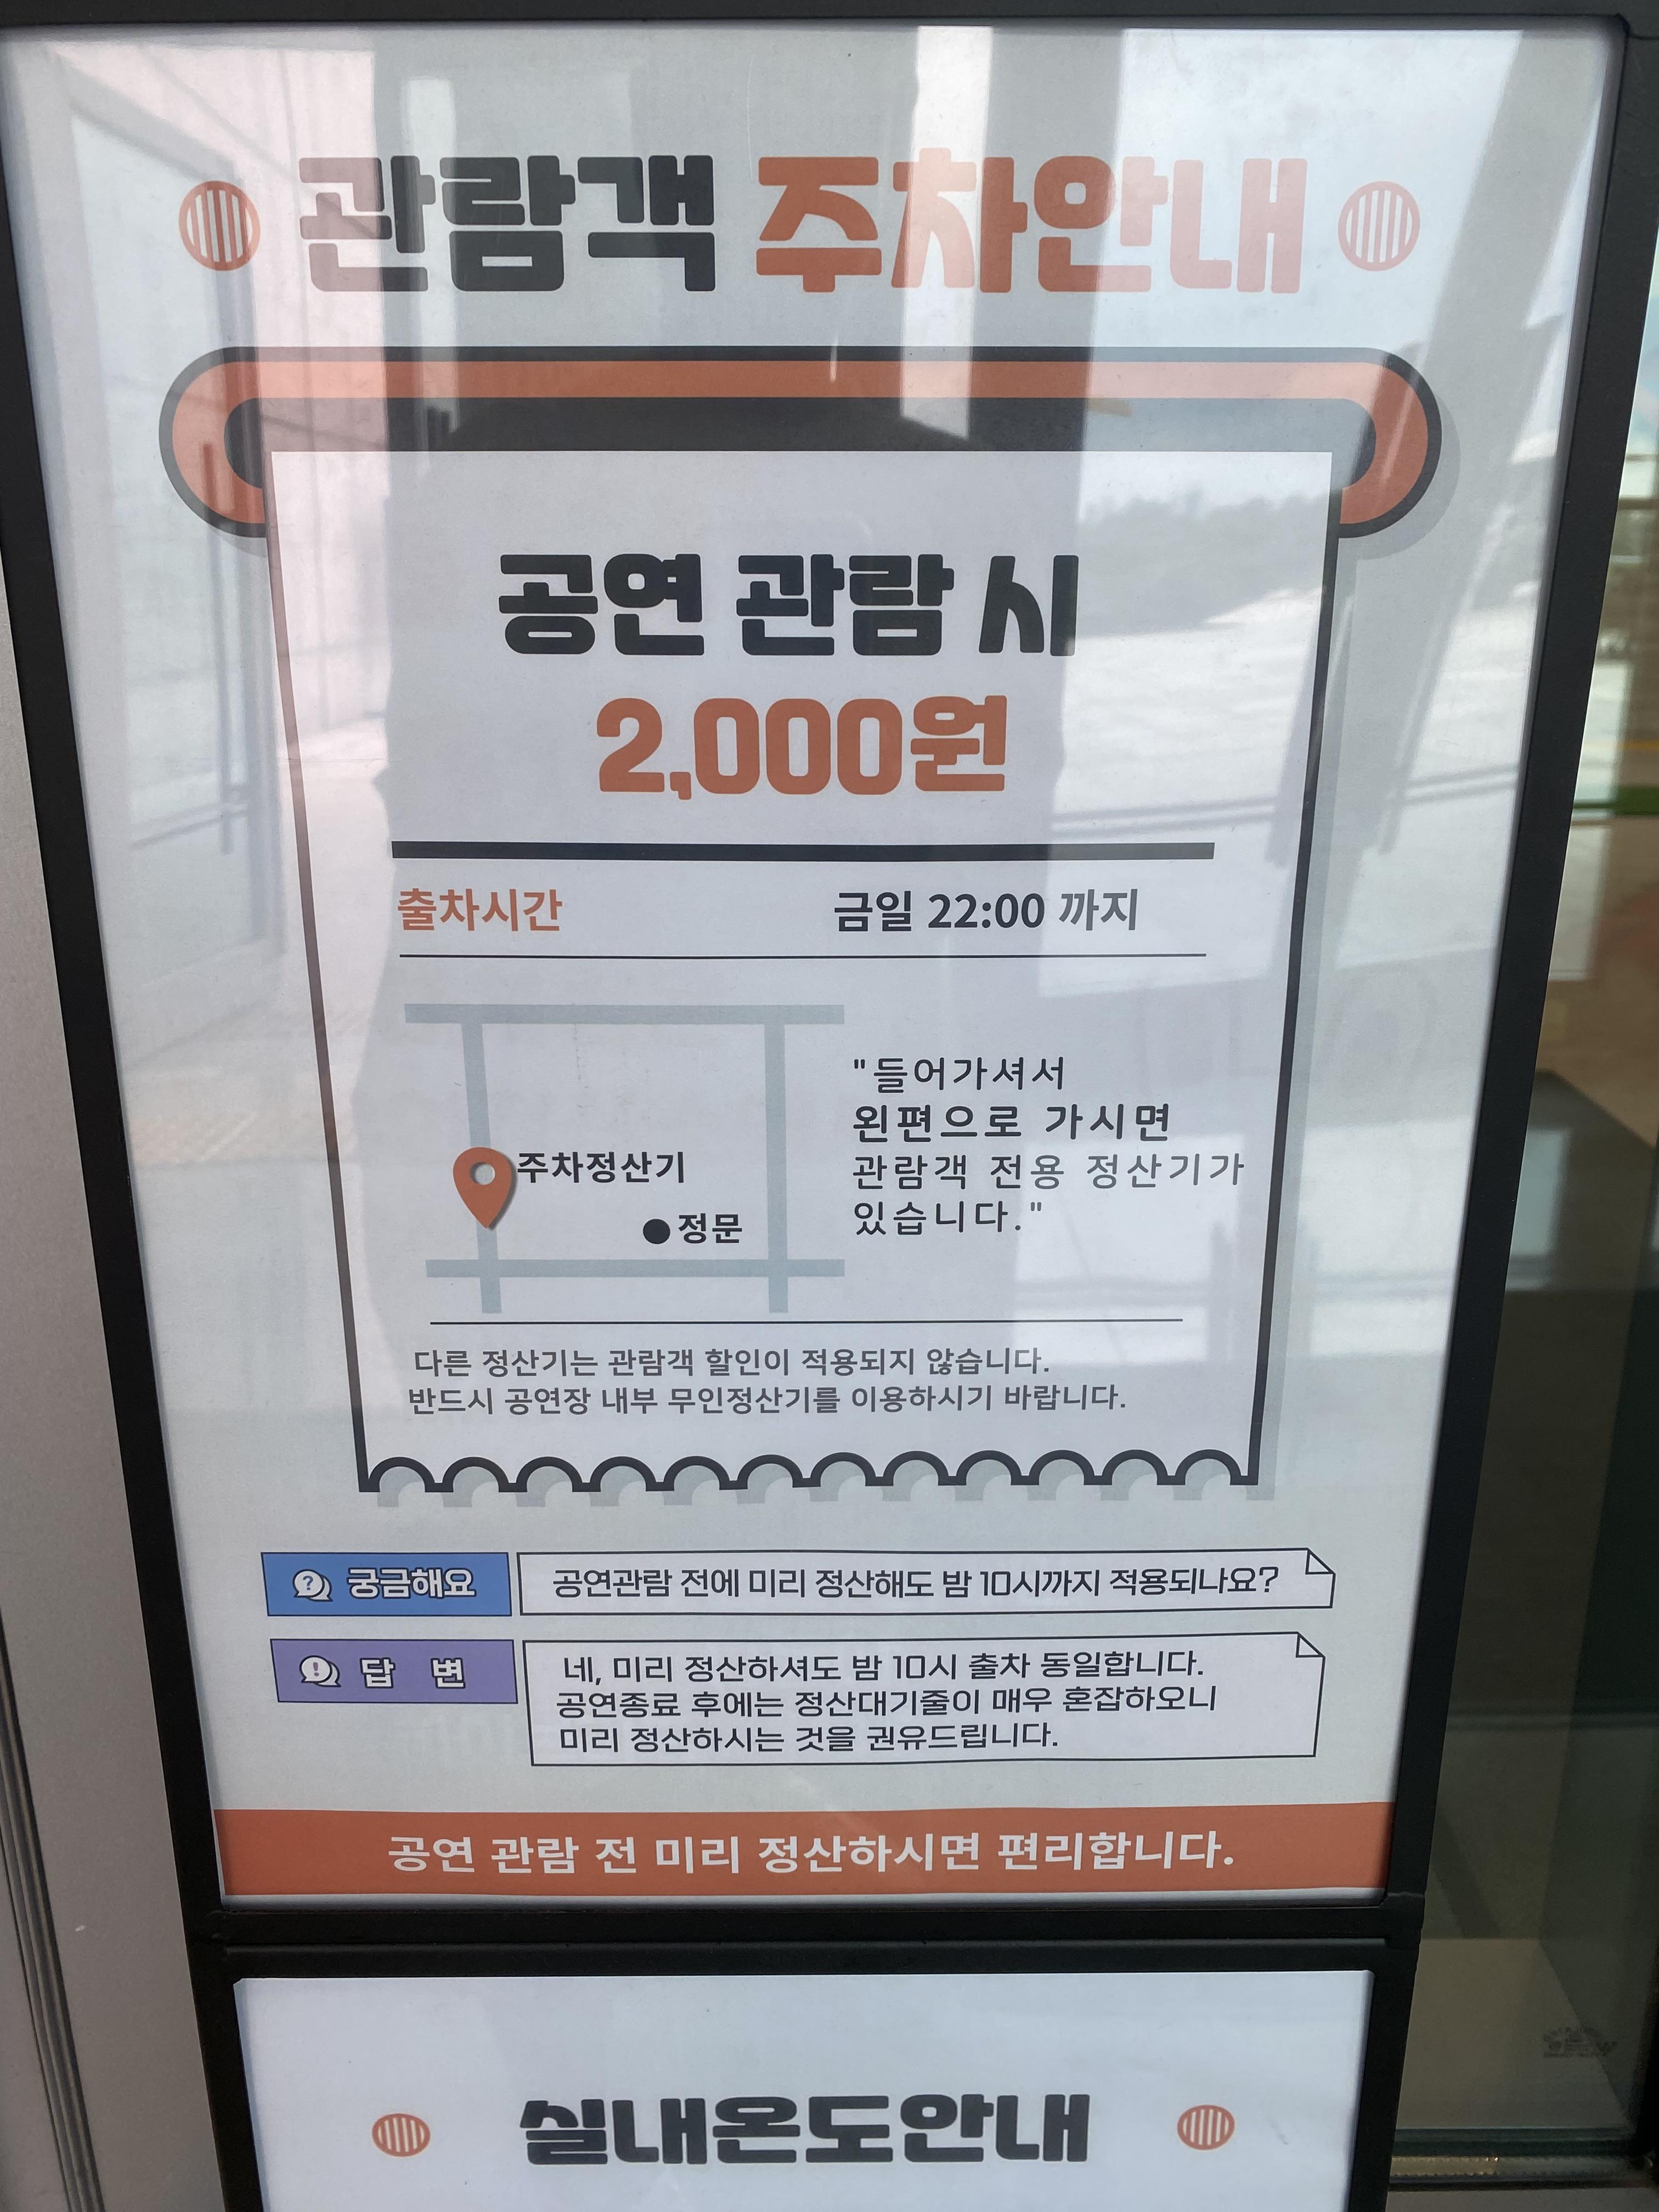 관람객 주차안내
공연 관람 시
2,000원
출차시간 금일 22:00 까지
"들어가셔서
왼편으로 가시면
관람객 전용 정산기가
있습니다."
주차정산기
정문
다른 정산기는 관람객 할인이 적용되지 않습니다.
반드시 공연장 내부 무인정산기를 이용하시기 바랍니다.
궁금해요 공연관람 전에 미리 정산해도 밤 10시까지 적용되나요?
답 변 네, 미리 정산하셔도 밤 10시 출차 동일합니다.
공연종료 후에는 정산대기줄이 매우 혼잡하오니
미리 정산하시는 것을 권유드립니다.
공연 관람 전 미리 정산하시면 편리합니다.
실내온도안내